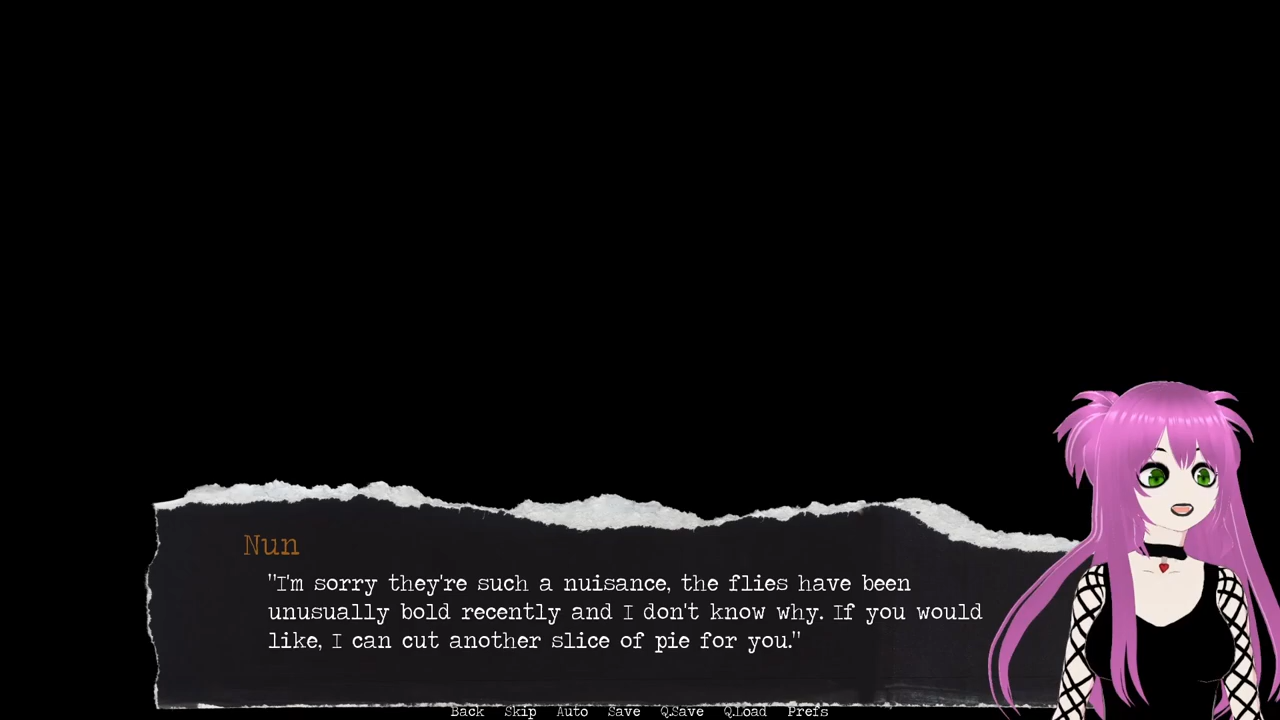 Nun
"I'm sorry they're such a nuisance, the flies have been
unusually bold recently and I don't know why. If you would
like, I can cut another slice of pie for you."
Back Skip Auto Save Q.Save Q.Load Prefs